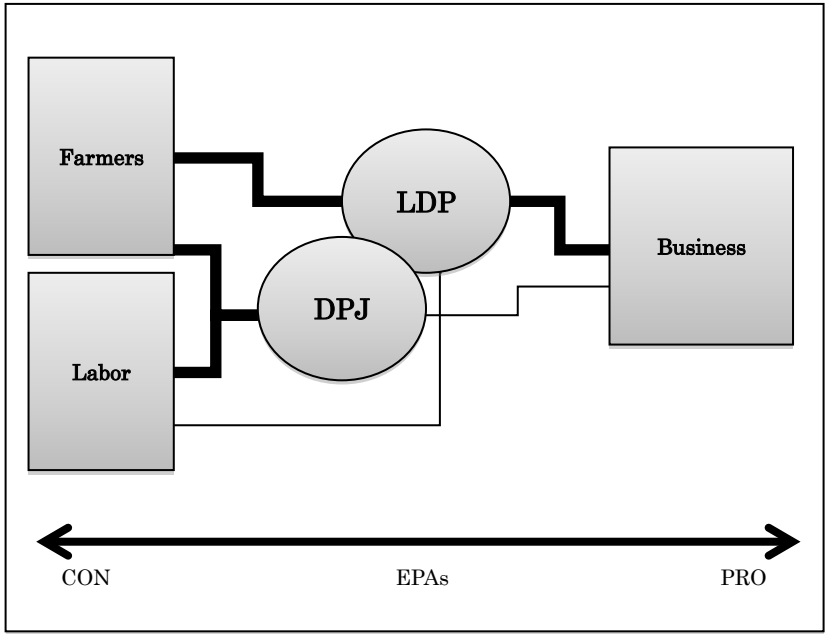 Farmers
LDP
Business
DPJ
Labor
CON EPAs PRO